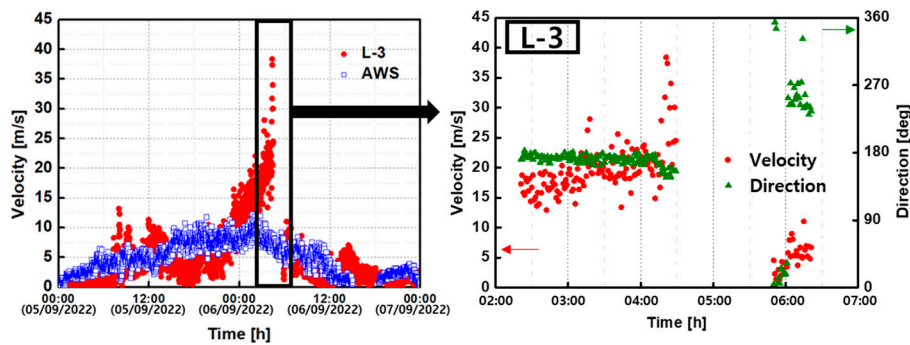 45
40
35
30
25
20
15
10
5
0
Velocity [m/s]
L-3
AWS
00:00 12:00 00:00 12:00 00:00
(05/09/2022) (05/09/2022) (06/09/2022) (06/09/2022) (07/09/2022)
Time [h]
L-3
45
40
35
30
25
20
15
10
5
0
Velocity [m/s]
Velocity
Direction
360
270
180
90
0
Direction [deg]
02:00 03:00 04:00 05:00 06:00 07:00
Time [h]